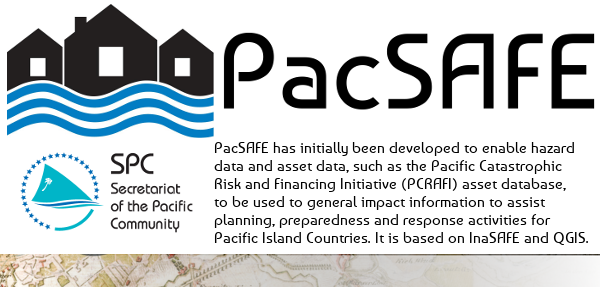 PacSAFE
SPC
Secretariat
of the Pacific
Community
PacSAFE has initially been developed to enable hazard
data and asset data, such as the Pacific Catastrophic
Risk and Financing Initiative (PCRAFI) asset database,
to be used to general impact information to assist
planning, preparedness and response activities for
Pacific Island Countries. It is based on InaSAFE and QGIS.